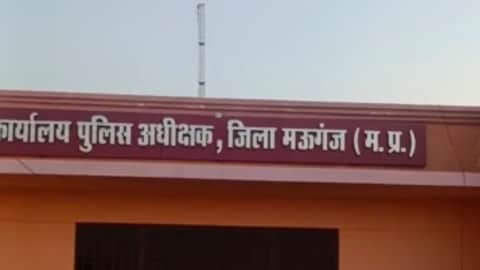 कार्यालय पुलिस अधीक्षक, जिला मऊगंज (म.प्र.)